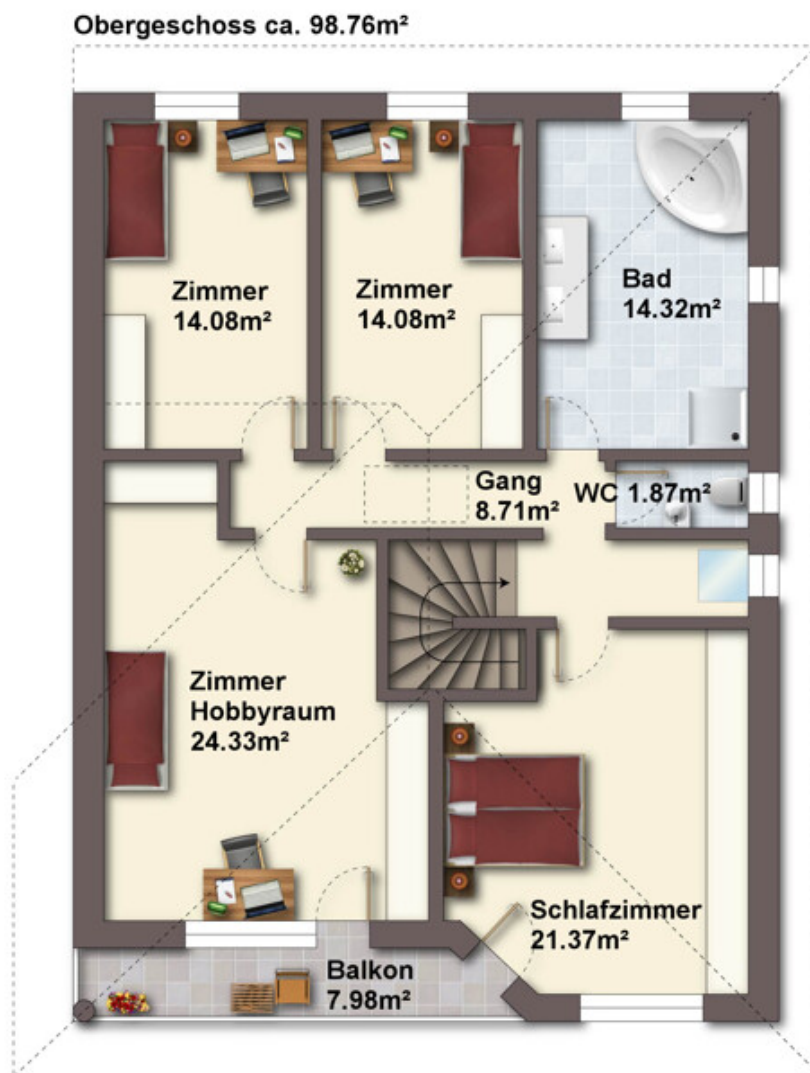 Obergeschoss ca. 98.76m²
Zimmer
14.08m²
Zimmer
14.08m²
Bad
14.32m²
Gang
8.71m²
WC 1.87m²
Zimmer
Hobbyraum
24.33m²
Schlafzimmer
21.37m²
Balkon
7.98m²